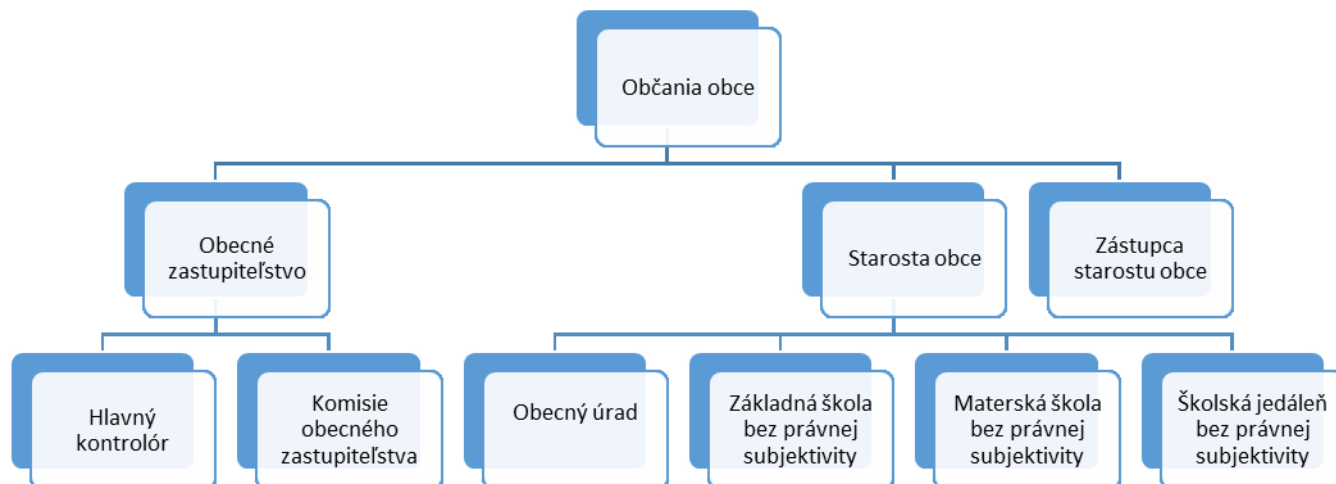 Občania obce
Obecné
zastupiteľstvo
Starosta obce
Zástupca
starostu obce
Hlavný
kontrolór
Komisie
obecného
zastupiteľstva
Obecný úrad
Základná škola
bez právnej
subjektivity
Materská škola
bez právnej
subjektivity
Školská jedáleň
bez právnej
subjektivity